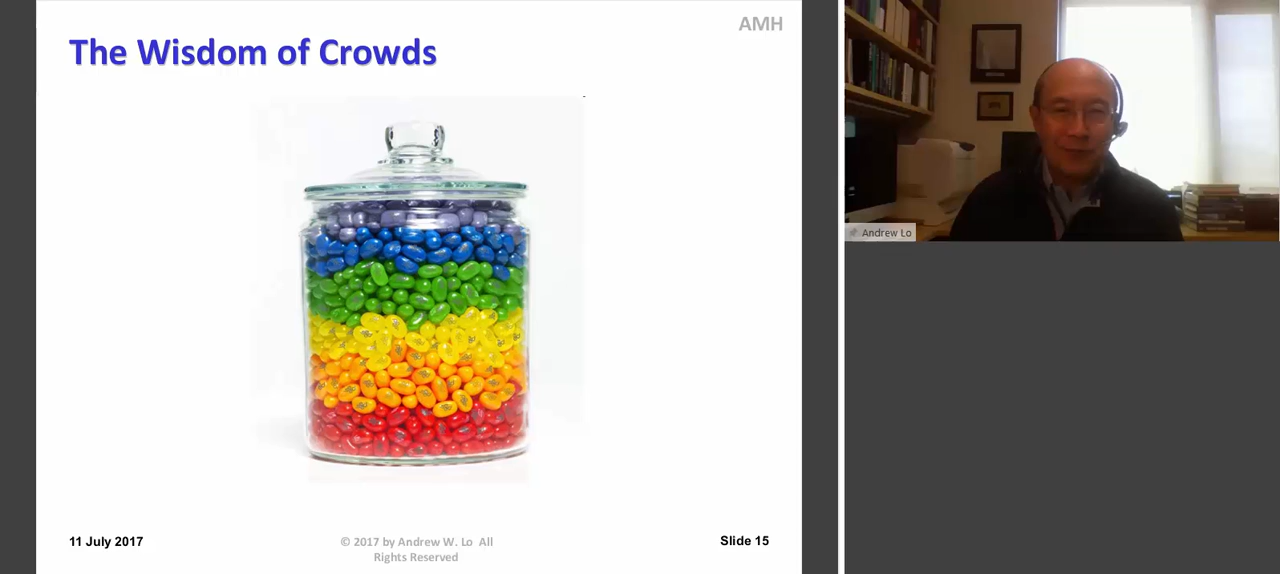 AMH
The Wisdom of Crowds
Andrew Lo
11 July 2017
© 2017 by Andrew W. Lo All
Rights Reserved
Slide 15